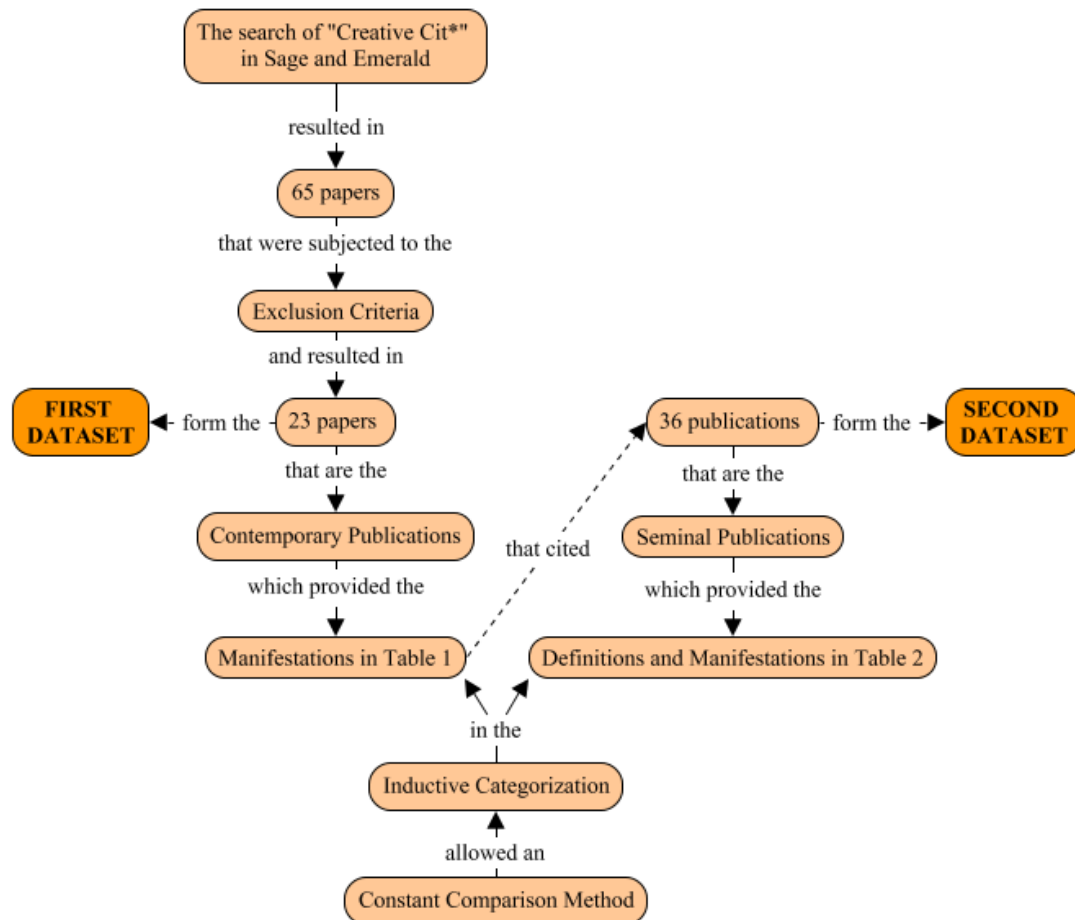 The search of "Creative Cit*"
in Sage and Emerald
resulted in
65 papers
that were subjected to the
Exclusion Criteria
and resulted in
FIRST
DATASET
form the
23 papers
36 publications
form the
SECOND
DATASET
that are the
that are the
Contemporary Publications
Seminal Publications
that cited
which provided the
which provided the
Manifestations in Table 1
Definitions and Manifestations in Table 2
in the
Inductive Categorization
allowed an
Constant Comparison Method